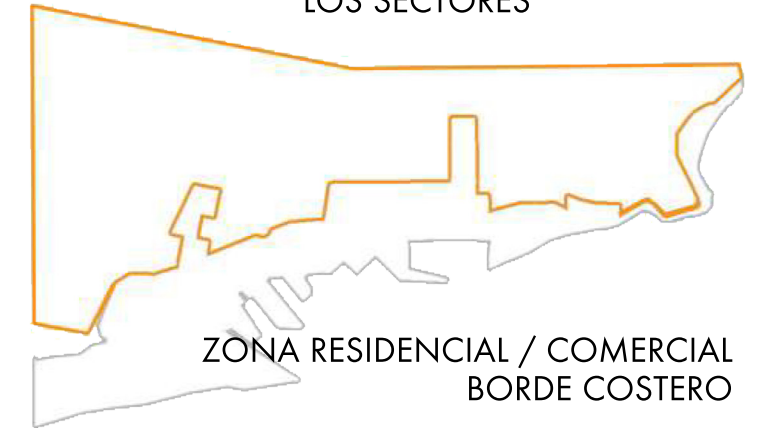 LOS SECTORES
ZONA RESIDENCIAL / COMERCIAL
BORDE COSTERO